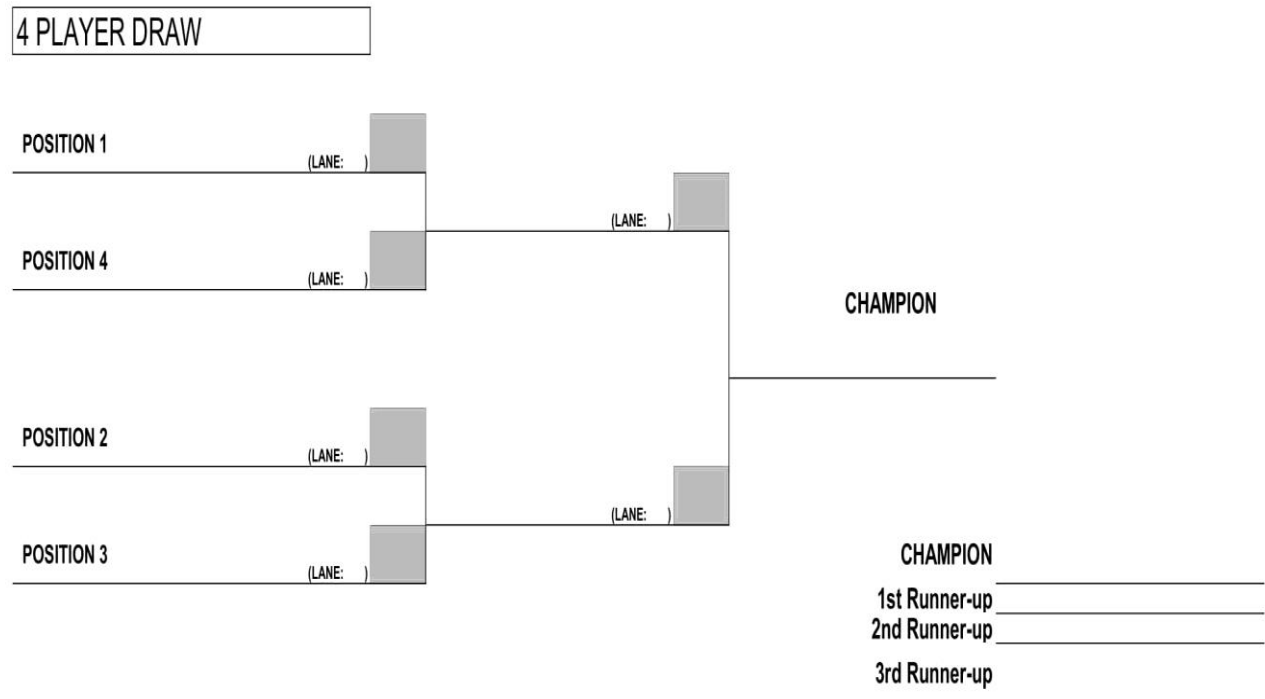 4 PLAYER DRAW
POSITION 1
(LANE: )
(LANE: )
POSITION 4
(LANE: )
CHAMPION
POSITION 2
(LANE: )
(LANE: )
POSITION 3
(LANE: )
CHAMPION
1st Runner-up
2nd Runner-up
3rd Runner-up